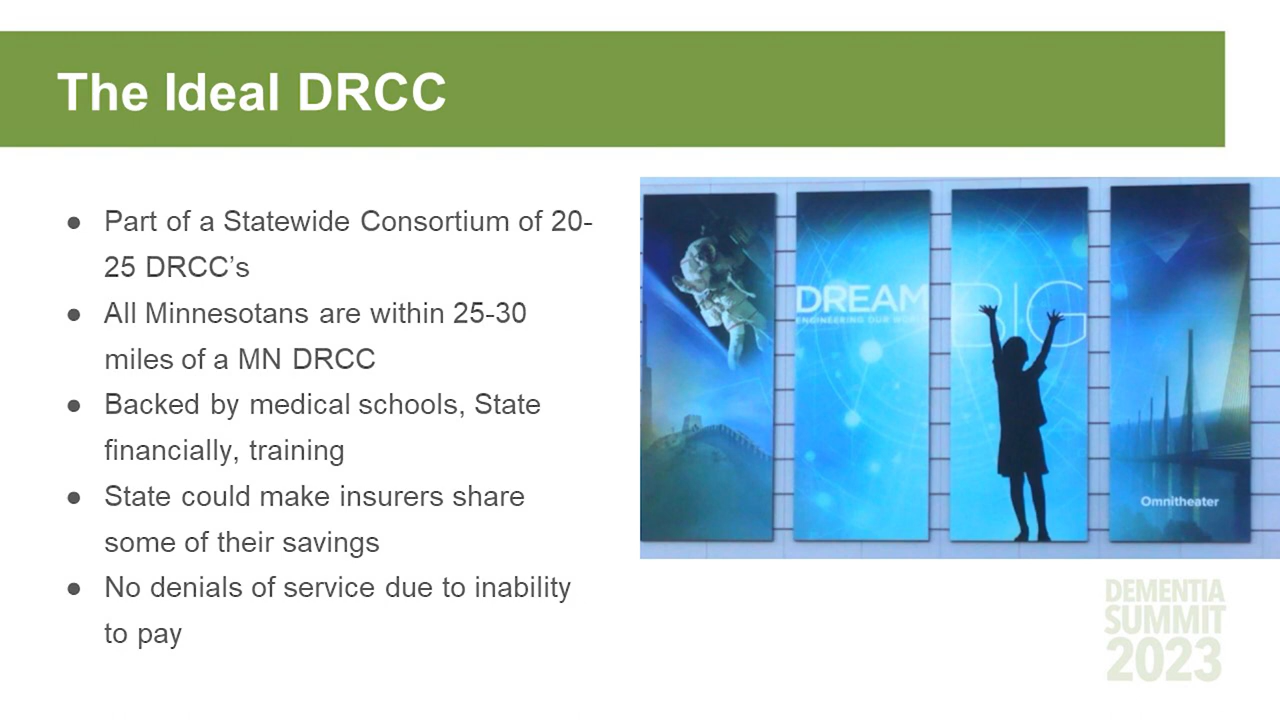 The Ideal DRCC
● Part of a Statewide Consortium of 20-
25 DRCC’s
● All Minnesotans are within 25-30
miles of a MN DRCC
● Backed by medical schools, State
financially, training
● State could make insurers share
some of their savings
● No denials of service due to inability
to pay
DREAM BIG
ENGINEERING OUR
Omnitheater
DEMENTIA
SUMMIT
2023